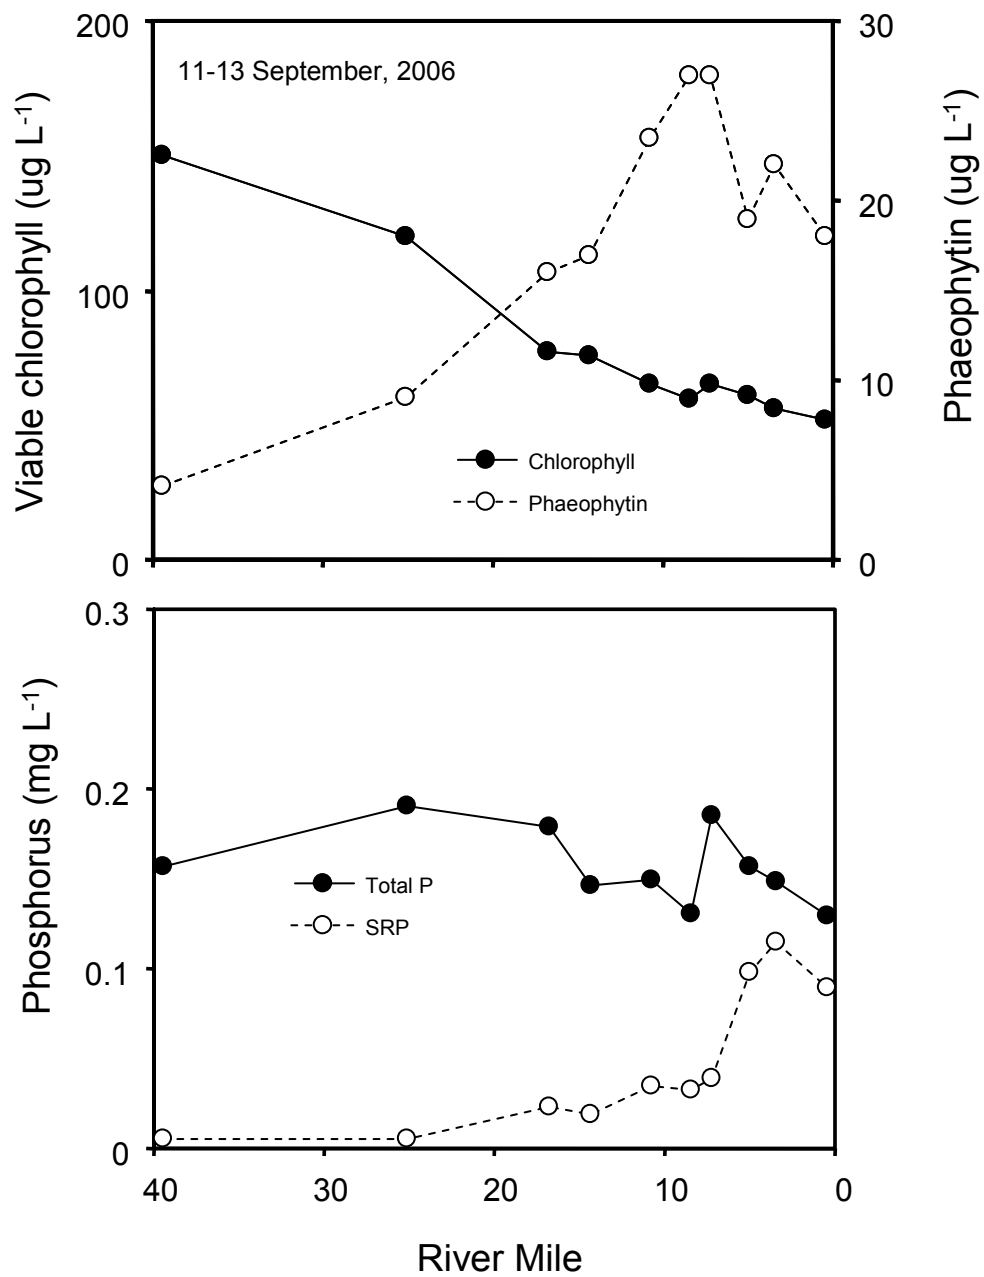 200
30
11-13 September, 2006
Viable chlorophyll (ug L-1)
Phaeophytin (ug L-1)
20
100
10
Chlorophyll
Phaeophytin
0
0
0.3
Phosphorus (mg L-1)
0.2
Total P
SRP
0.1
0
40 30 20 10 0
River Mile